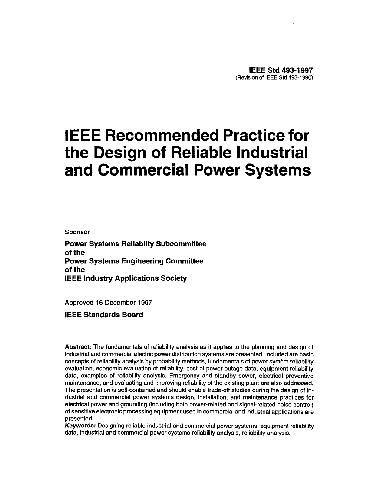 IEEE Std 493-1997
(Revision of IEEE Std 493-1990)
IEEE Recommended Practice for
the Design of Reliable Industrial
and Commercial Power Systems
Sponsor
Power Systems Reliability Subcommittee
of the
Power Systems Engineering Committee
of the
IEEE Industry Applications Society
Approved 16 December 1997
IEEE Standards Board
Abstract: The fundamentals of reliability analysis as it applies to the planning and design of
industrial and commercial electric power distribution systems are presented. Included are basic
concepts of reliability analysis by probability methods, fundamentals of power system reliability
evaluation, economic evaluation of reliability, cost of power outage data, equipment reliability
data, examples of reliability analysis. Emergency and standby power, electrical preventive
maintenance, and evaluating and improving reliability of the existing plant are also addressed.
The presentation is self-contained and should enable trade-off studies during the design of in-
dustrial and commercial power systems design, installation, and maintenance practices for
electrical power and grounding (including both power-related and signal-related noise control)
of sensitive electronic processing equipment used in commercial and industrial applications are
presented.
Keywords: Designing reliable industrial and commercial power systems, equipment reliability
data, industrial and commercial power systems reliability analysis, reliability analysis.